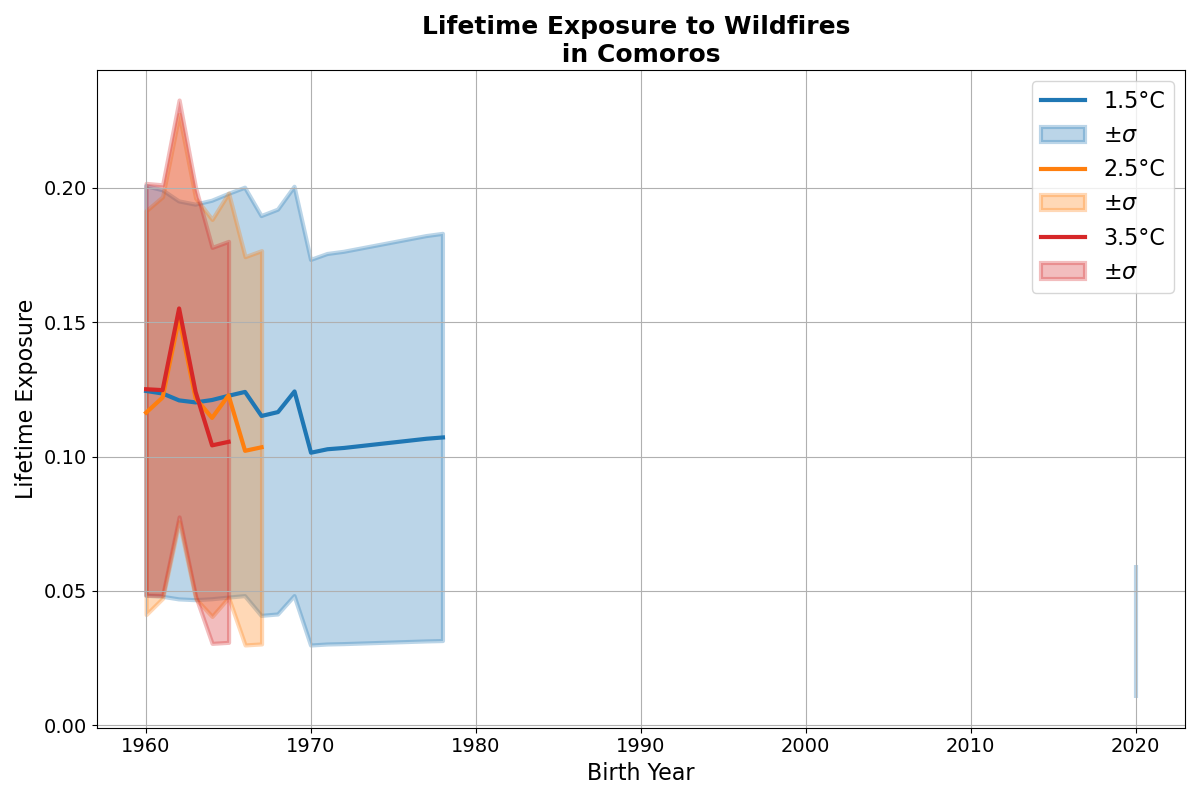 Lifetime Exposure to Wildfires
in Comoros
Lifetime Exposure
0.20
0.15
0.10
0.05
0.00
1960
1970
1980
1990
2000
2010
2020
Birth Year
1.5°C
±σ
2.5°C
±σ
3.5°C
±σ